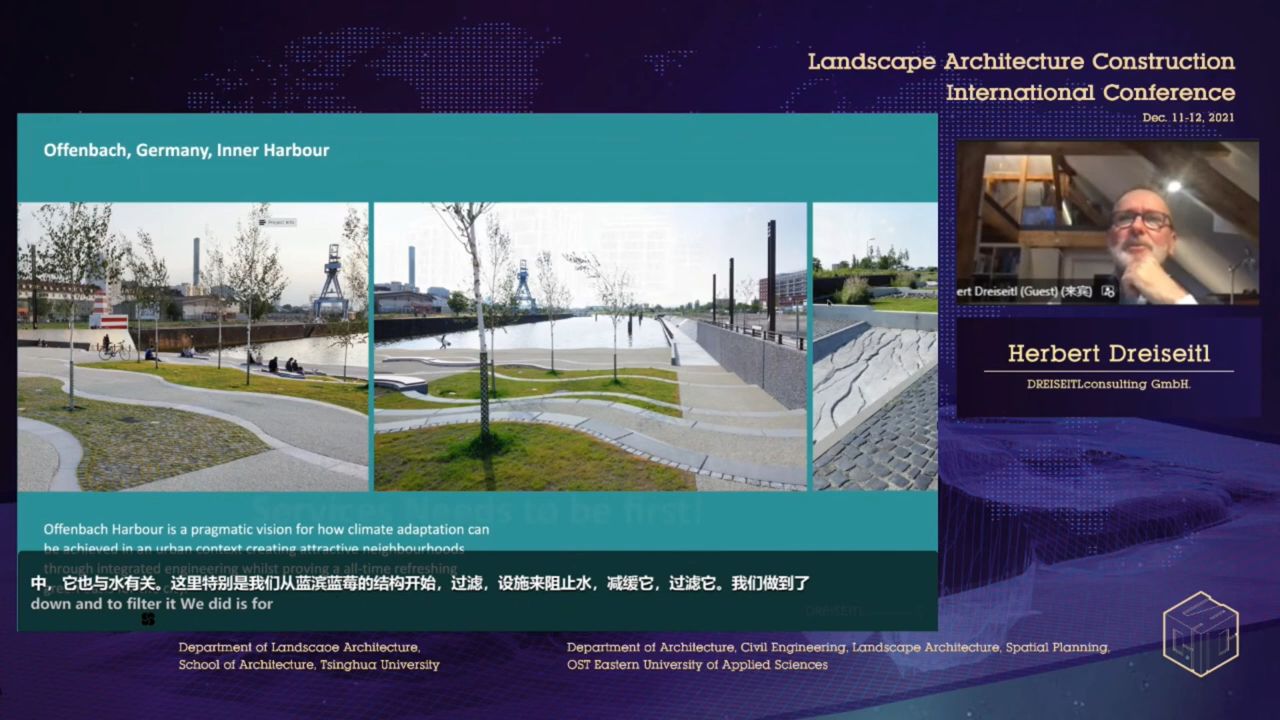 Landscape Architecture Construction
International Conference
Dec. 11-12, 2021
Offenbach, Germany, Inner Harbour
ert Dreiseitl (Guest) (来宾)
Herbert Dreiseitl
DREISEITLconsulting GmbH.
Services Needs to be first!
Offenbach Harbour is a pragmatic vision for how climate adaptation can
be achieved in an urban context creating attractive neighbourhoods
through integrated engineering whilst proving a all-time refreshing
中，它也与水有关。这里特别是我们从蓝滨蓝莓的结构开始，过滤，设施来阻止水，减缓它，过滤它。我们做到了
down and to filter it We did is for
Department of Landscaoe Architecture,
School of Architecture, Tsinghua University
Department of Architecture, Civil Engineering, Landscape Architecture, Spatial Planning,
OST Eastern University of Applied Sciences